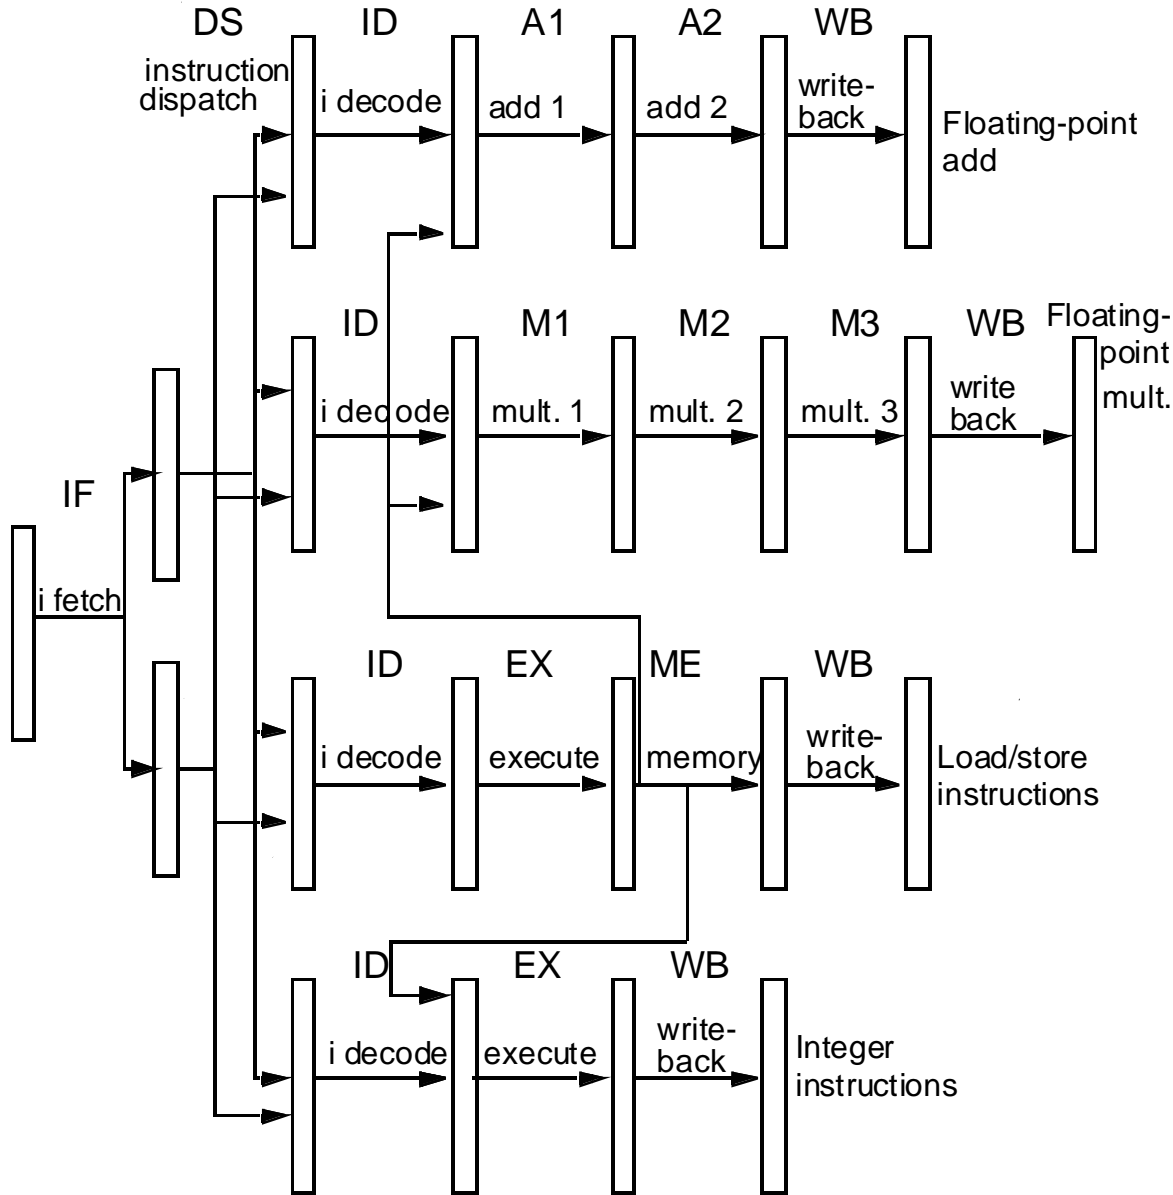 DS ID A1 A2 WB
instruction
dispatch
i decode
add 1
add 2
write-
back
Floating-point
add
ID M1 M2 M3 WB
Floating-
point
mult.
i decode
mult. 1
mult. 2
mult. 3
write
back
IF
i fetch
ID EX ME WB
i decode
execute
memory
write-
back
Load/store
instructions
ID EX WB
i decode
execute
write-
back
Integer
instructions